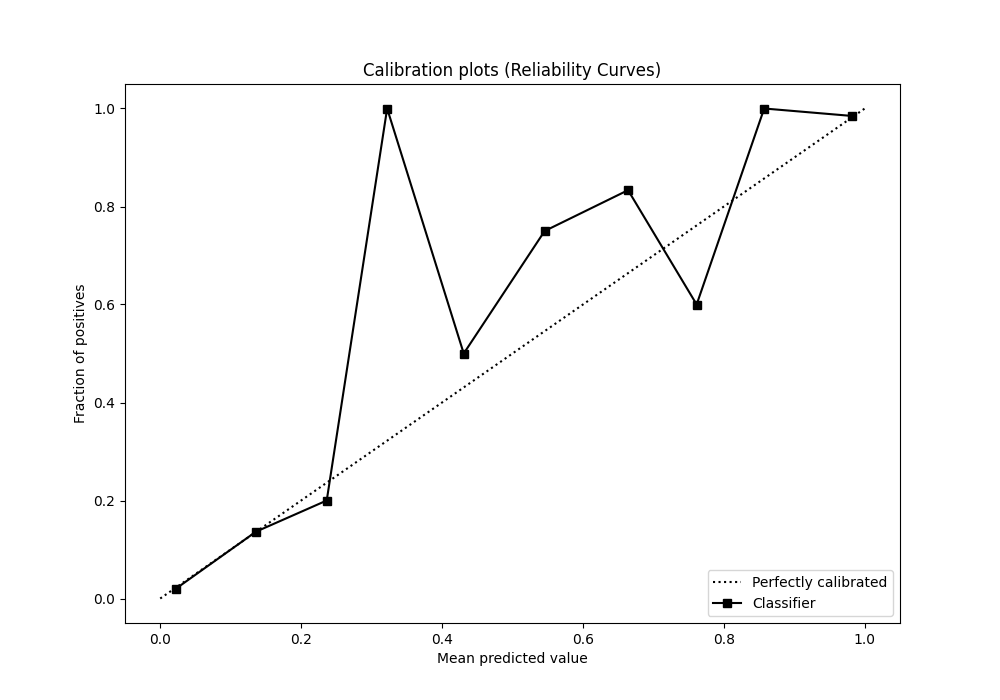 Calibration plots (Reliability Curves)
1.0
0.8
0.6
0.4
0.2
0.0
Fraction of positives
0.0 0.2 0.4 0.6 0.8 1.0
Mean predicted value
Perfectly calibrated
Classifier